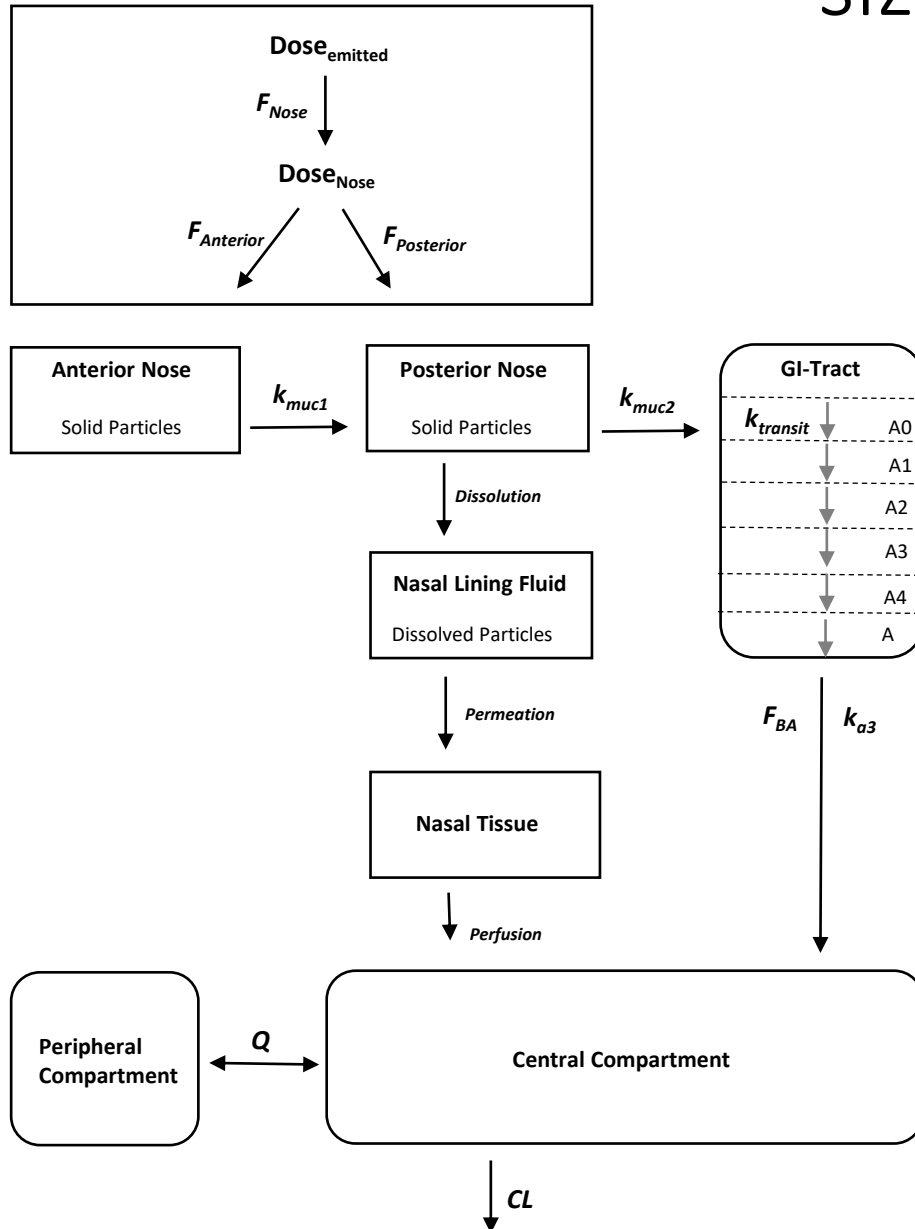 Dose_emitted
F_Nose
Dose_Nose
F_Anterior
F_Posterior
Anterior Nose
Solid Particles
k_muc1
Posterior Nose
Solid Particles
k_muc2
GI-Tract
k_transit
A0
A1
A2
A3
A4
A
Dissolution
Nasal Lining Fluid
Dissolved Particles
Permeation
F_BA
k_a3
Nasal Tissue
Perfusion
Peripheral
Compartment
Q
Central Compartment
CL